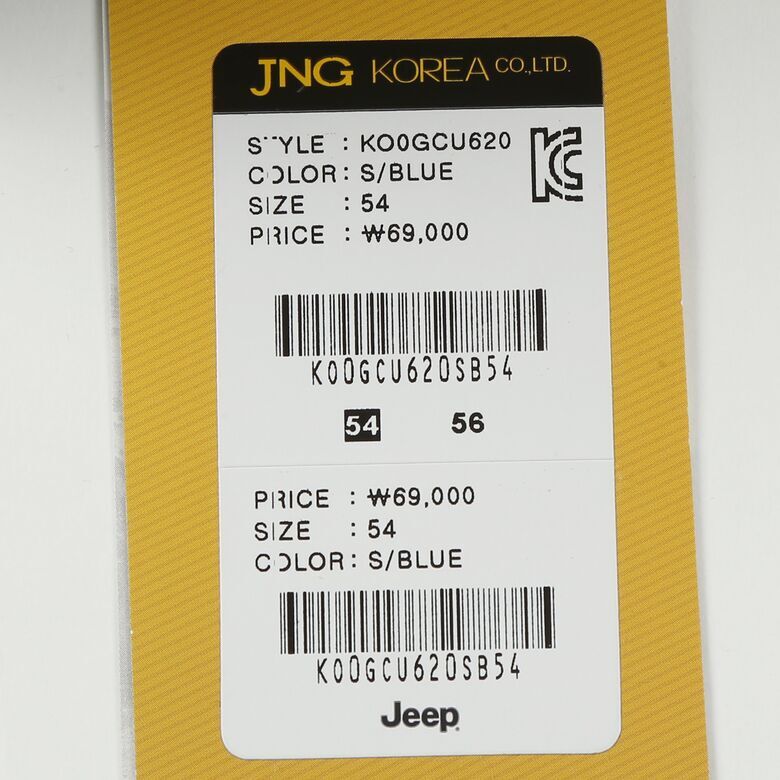 JNG KOREA CO.,LTD.
STYLE : KO0GCU620
COLOR : S/BLUE
SIZE : 54
PRICE : ₩69,000
KC
K00GCU620SB54
54 56
PRICE : ₩69,000
SIZE : 54
COLOR : S/BLUE
K00GCU620SB54
Jeep